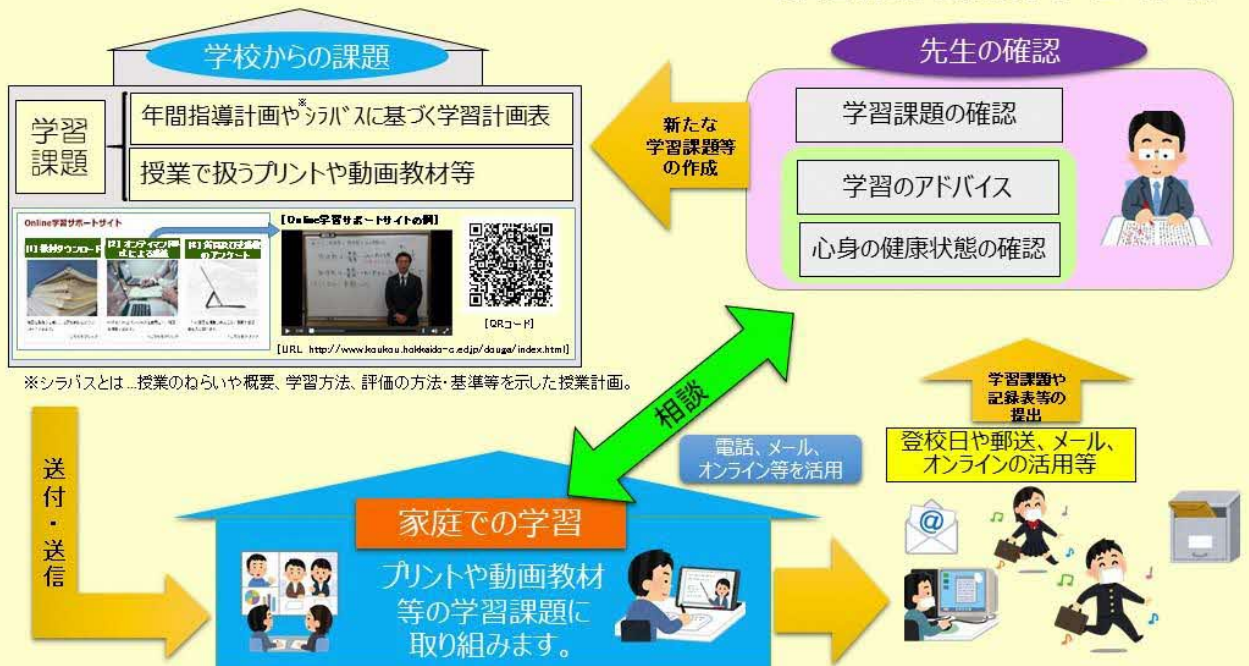 学校からの課題
先生の確認
学習
課題
年間指導計画や※シラバスに基づく学習計画表
授業で扱うプリントや動画教材等
新たな
学習課題等
の作成
学習課題の確認
学習のアドバイス
心身の健康状態の確認
Online学習サポートサイト
[1] 教材ダウンロード
【Online学習サポートサイトの例】
[QRコード]
[URL http://www.koukou.hokkaido-c.ed.jp/douga/index.html]
※シラバスとは…授業のねらいや概要、学習方法、評価の方法・基準等を示した授業計画。
相談
電話、メール、
オンライン等を活用
学習課題や
記録表等の
提出
登校日や郵送、メール、
オンラインの活用等
送付・送信
家庭での学習
プリントや動画教材
等の学習課題に
取り組みます。
@